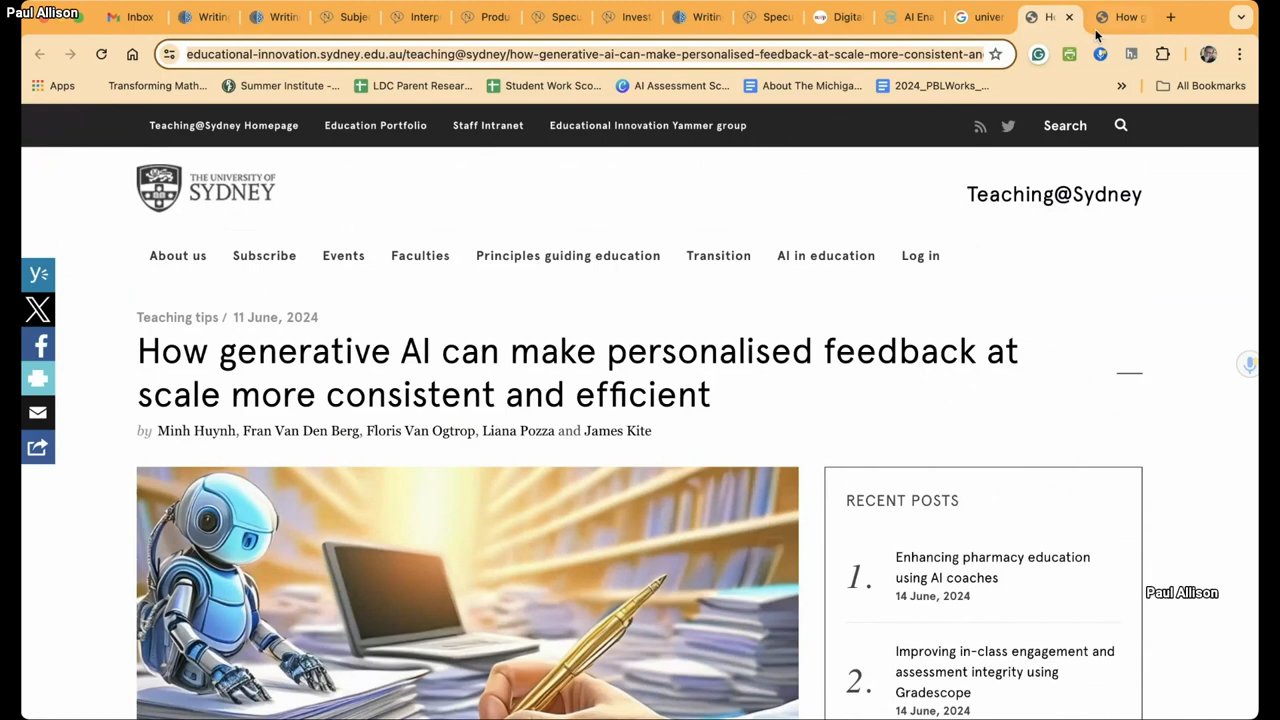 Paul Allison
Inbox
Writin
Writin
Subje
Interp
Produ
Specu
Invest
Writin
Specu
Digita
AI Ena
univer
Ho
How g
educational-innovation.sydney.edu.au/teaching@sydney/how-generative-ai-can-make-personalised-feedback-at-scale-more-consistent-an
Apps
Transforming Math...
Summer Institute -...
LDC Parent Resear...
Student Work Sco...
AI Assessment Sc...
About The Michiga...
2024_PBLWorks_...
All Bookmarks
Teaching@Sydney Homepage
Education Portfolio
Staff Intranet
Educational Innovation Yammer group
Search
THE UNIVERSITY OF
SYDNEY
Teaching@Sydney
About us
Subscribe
Events
Faculties
Principles guiding education
Transition
AI in education
Log in
Teaching tips / 11 June, 2024
How generative AI can make personalised feedback at
scale more consistent and efficient
by Minh Huynh, Fran Van Den Berg, Floris Van Ogtrop, Liana Pozza and James Kite
RECENT POSTS
1.
Enhancing pharmacy education
using AI coaches
14 June, 2024
Paul Allison
2.
Improving in-class engagement and
assessment integrity using
Gradescope
14 June, 2024